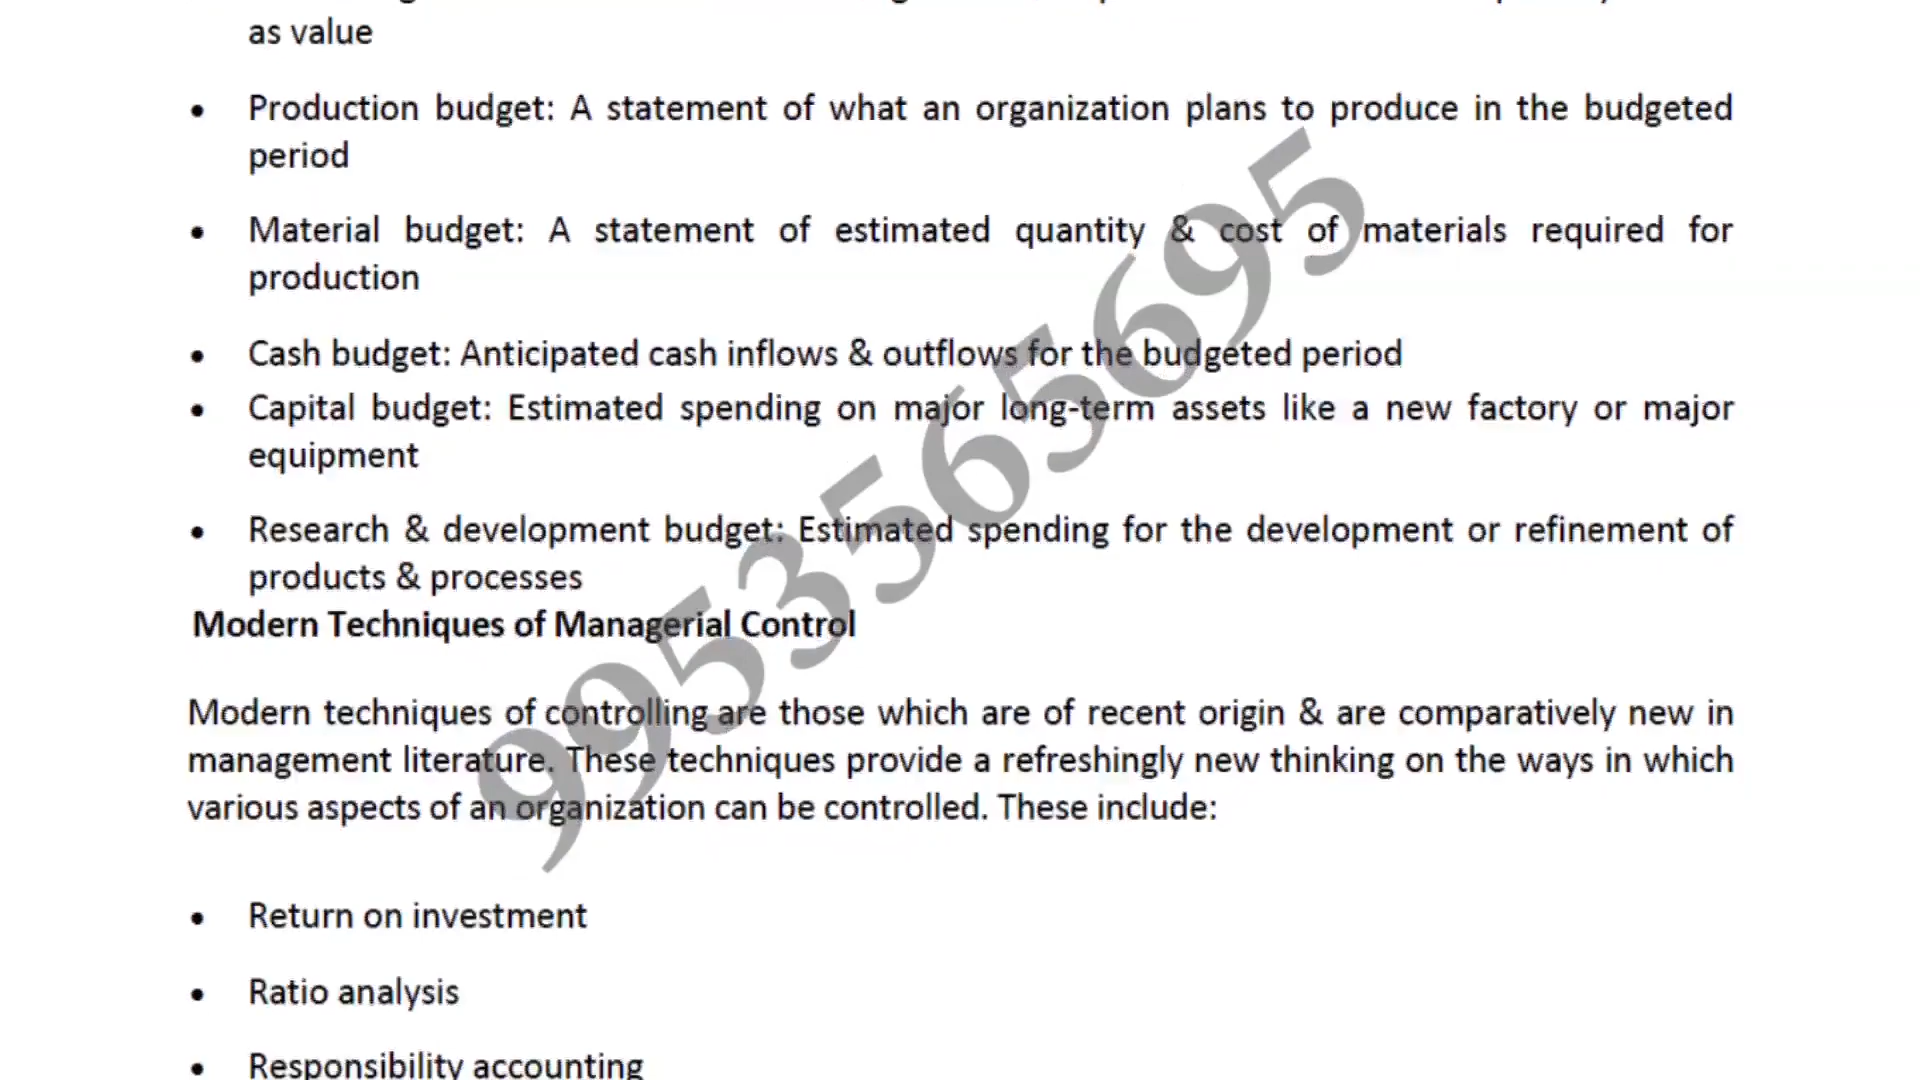 as value
• Production budget: A statement of what an organization plans to produce in the budgeted
period
• Material budget: A statement of estimated quantity & cost of materials required for
production
• Cash budget: Anticipated cash inflows & outflows for the budgeted period
• Capital budget: Estimated spending on major long-term assets like a new factory or major
equipment
• Research & development budget: Estimated spending for the development or refinement of
products & processes
Modern Techniques of Managerial Control
Modern techniques of controlling are those which are of recent origin & are comparatively new in
management literature. These techniques provide a refreshingly new thinking on the ways in which
various aspects of an organization can be controlled. These include:
• Return on investment
• Ratio analysis
• Responsibility accounting
9953565695